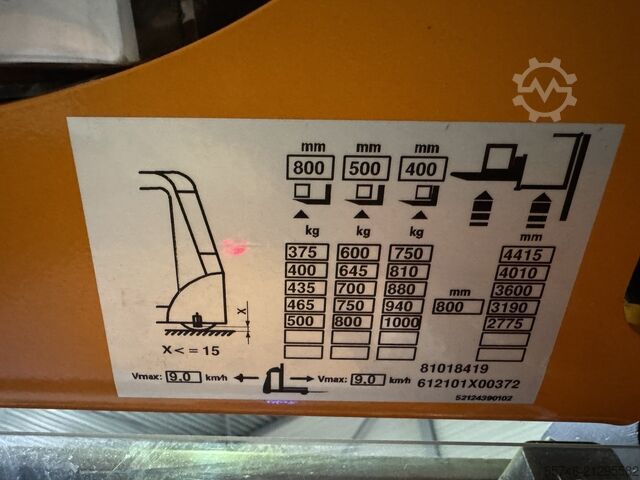 mm mm mm
800 500 400
kg kg kg
mm
375 600 750 4415
400 645 810 4010
435 700 880 mm 3600
465 750 940 800 3190
500 800 1000 2775
X
X < = 15
81018419
Vmax: 9.0 km/h Vmax: 9.0 km/h 612101X00372
52124390102